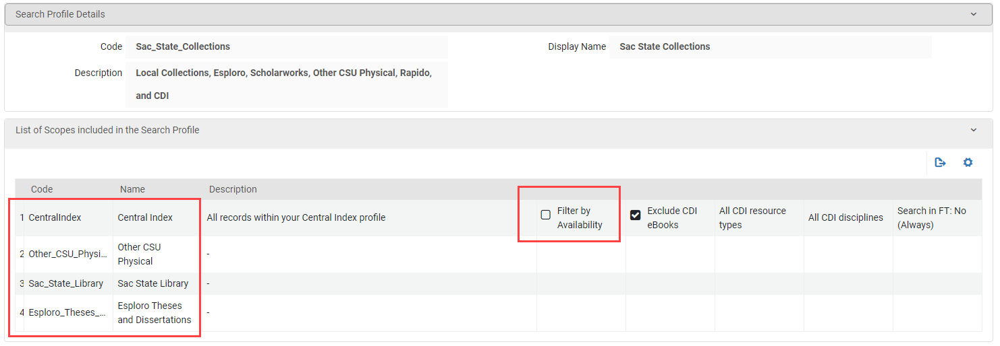 Search Profile Details
Code Sac_State_Collections Display Name Sac State Collections
Description Local Collections, Esploro, Scholarworks, Other CSU Physical, Rapido,
and CDI
List of Scopes included in the Search Profile
Code Name Description
1 CentralIndex Central Index All records within your Central Index profile Filter by Availability Exclude CDI eBooks All CDI resource types All CDI disciplines Search in FT: No (Always)
2 Other_CSU_Physi... Other CSU Physical -
3 Sac_State_Library Sac State Library -
4 Esploro_Theses_... Esploro Theses and Dissertations -